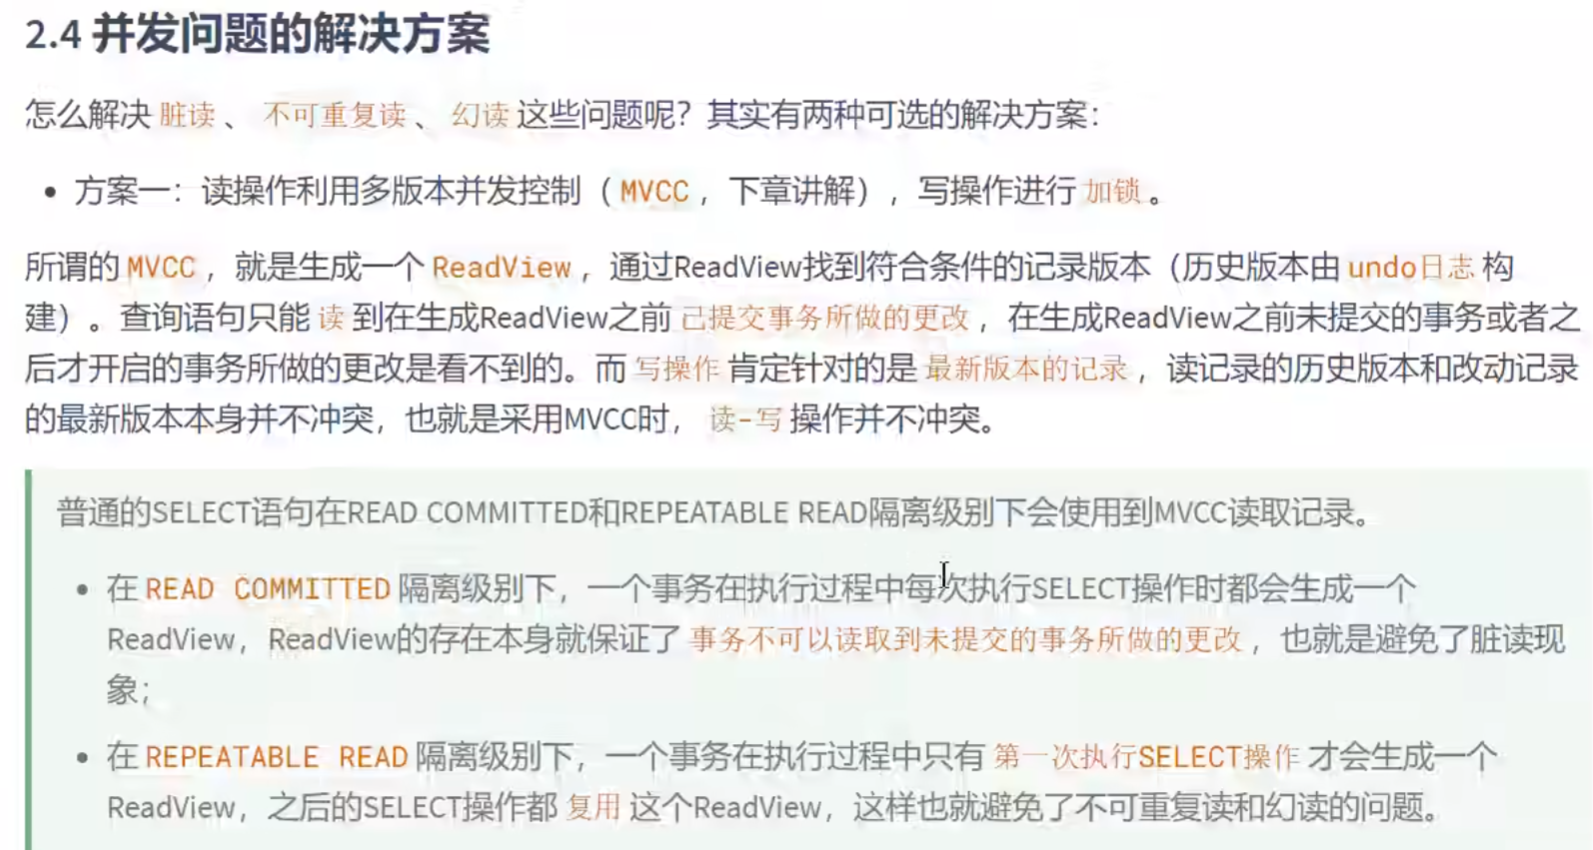 2.4 并发问题的解决方案
怎么解决 脏读 、 不可重复读 、 幻读 这些问题呢？其实有两种可选的解决方案：
• 方案一：读操作利用多版本并发控制（ MVCC ，下章讲解），写操作进行 加锁 。
所谓的 MVCC ，就是生成一个 ReadView ，通过ReadView找到符合条件的记录版本（历史版本由 undo日志 构
建）。查询语句只能 读 到在生成ReadView之前 已提交事务所做的更改 ，在生成ReadView之前未提交的事务或者之
后才开启的事务所做的更改是看不到的。而 写操作 肯定针对的是 最新版本的记录 ，读记录的历史版本和改动记录
的最新版本本身并不冲突，也就是采用MVCC时， 读-写 操作并不冲突。
普通的SELECT语句在READ COMMITTED和REPEATABLE READ隔离级别下会使用到MVCC读取记录。
• 在 READ COMMITTED 隔离级别下，一个事务在执行过程中每次执行SELECT操作时都会生成一个
ReadView，ReadView的存在本身就保证了 事务不可以读取到未提交的事务所做的更改 ，也就是避免了脏读现
象；
• 在 REPEATABLE READ 隔离级别下，一个事务在执行过程中只有 第一次执行SELECT操作 才会生成一个
ReadView，之后的SELECT操作都 复用 这个ReadView，这样也就避免了不可重复读和幻读的问题。